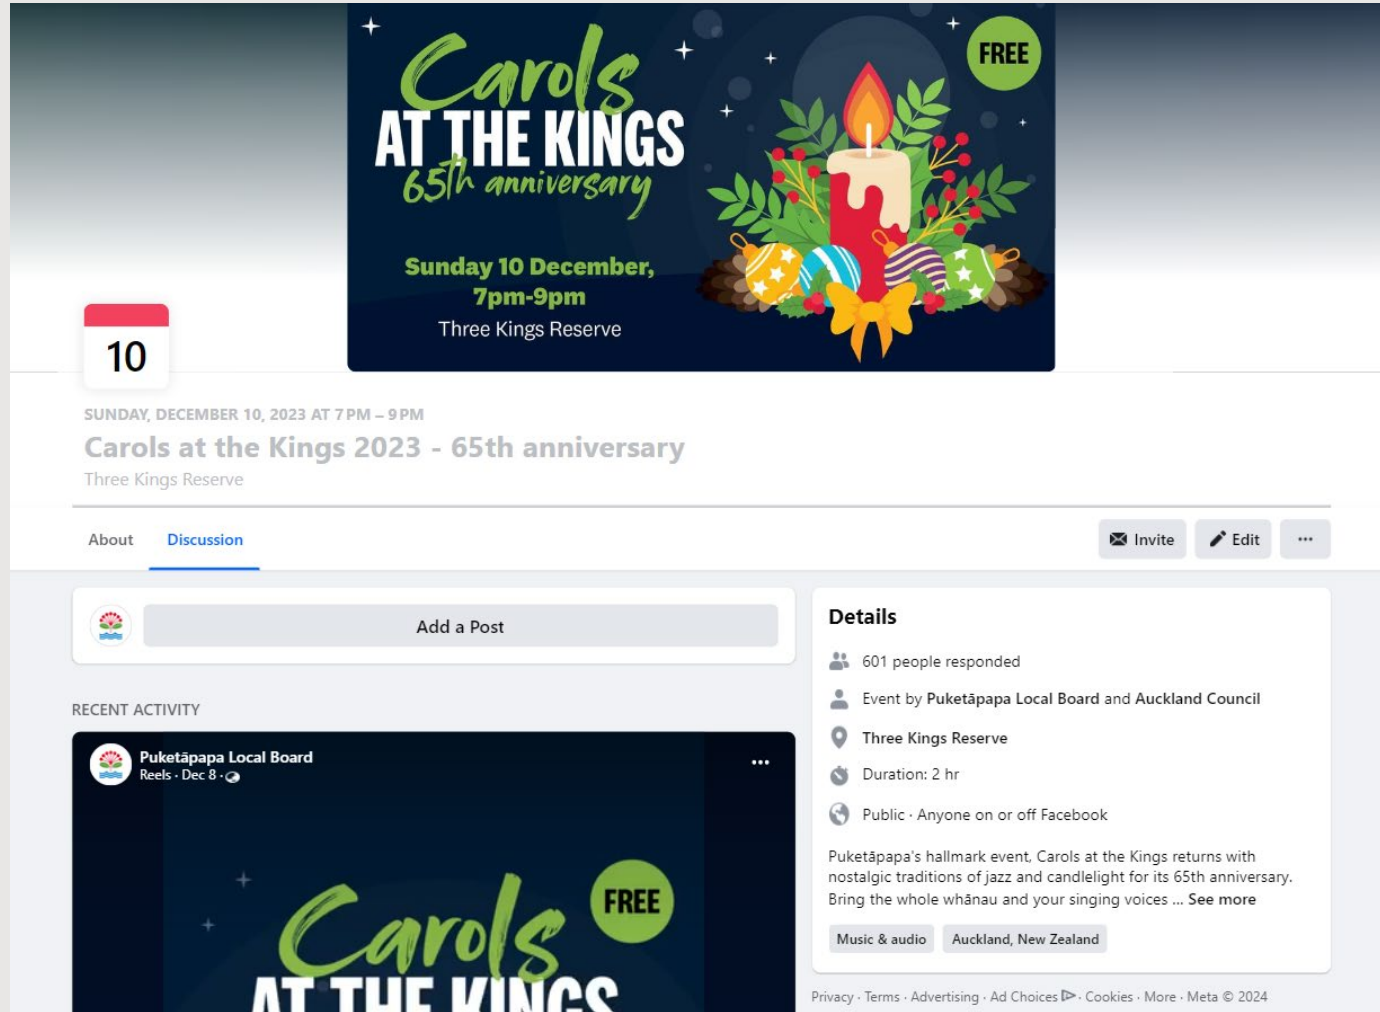 Carols
FREE
AT THE KINGS
65th anniversary
Sunday 10 December,
7pm-9pm
Three Kings Reserve
10
SUNDAY, DECEMBER 10, 2023 AT 7 PM – 9 PM
Carols at the Kings 2023 - 65th anniversary
Three Kings Reserve
About Discussion Invite Edit
Add a Post
RECENT ACTIVITY
Puketāpapa Local Board
Reels · Dec 8 ·
FREE
Carols
AT THE KINGS
Details
601 people responded
Event by Puketāpapa Local Board and Auckland Council
Three Kings Reserve
Duration: 2 hr
Public · Anyone on or off Facebook
Puketāpapa's hallmark event, Carols at the Kings returns with
nostalgic traditions of jazz and candlelight for its 65th anniversary.
Bring the whole whānau and your singing voices ... See more
Music & audio Auckland, New Zealand
Privacy · Terms · Advertising · Ad Choices · Cookies · More · Meta © 2024